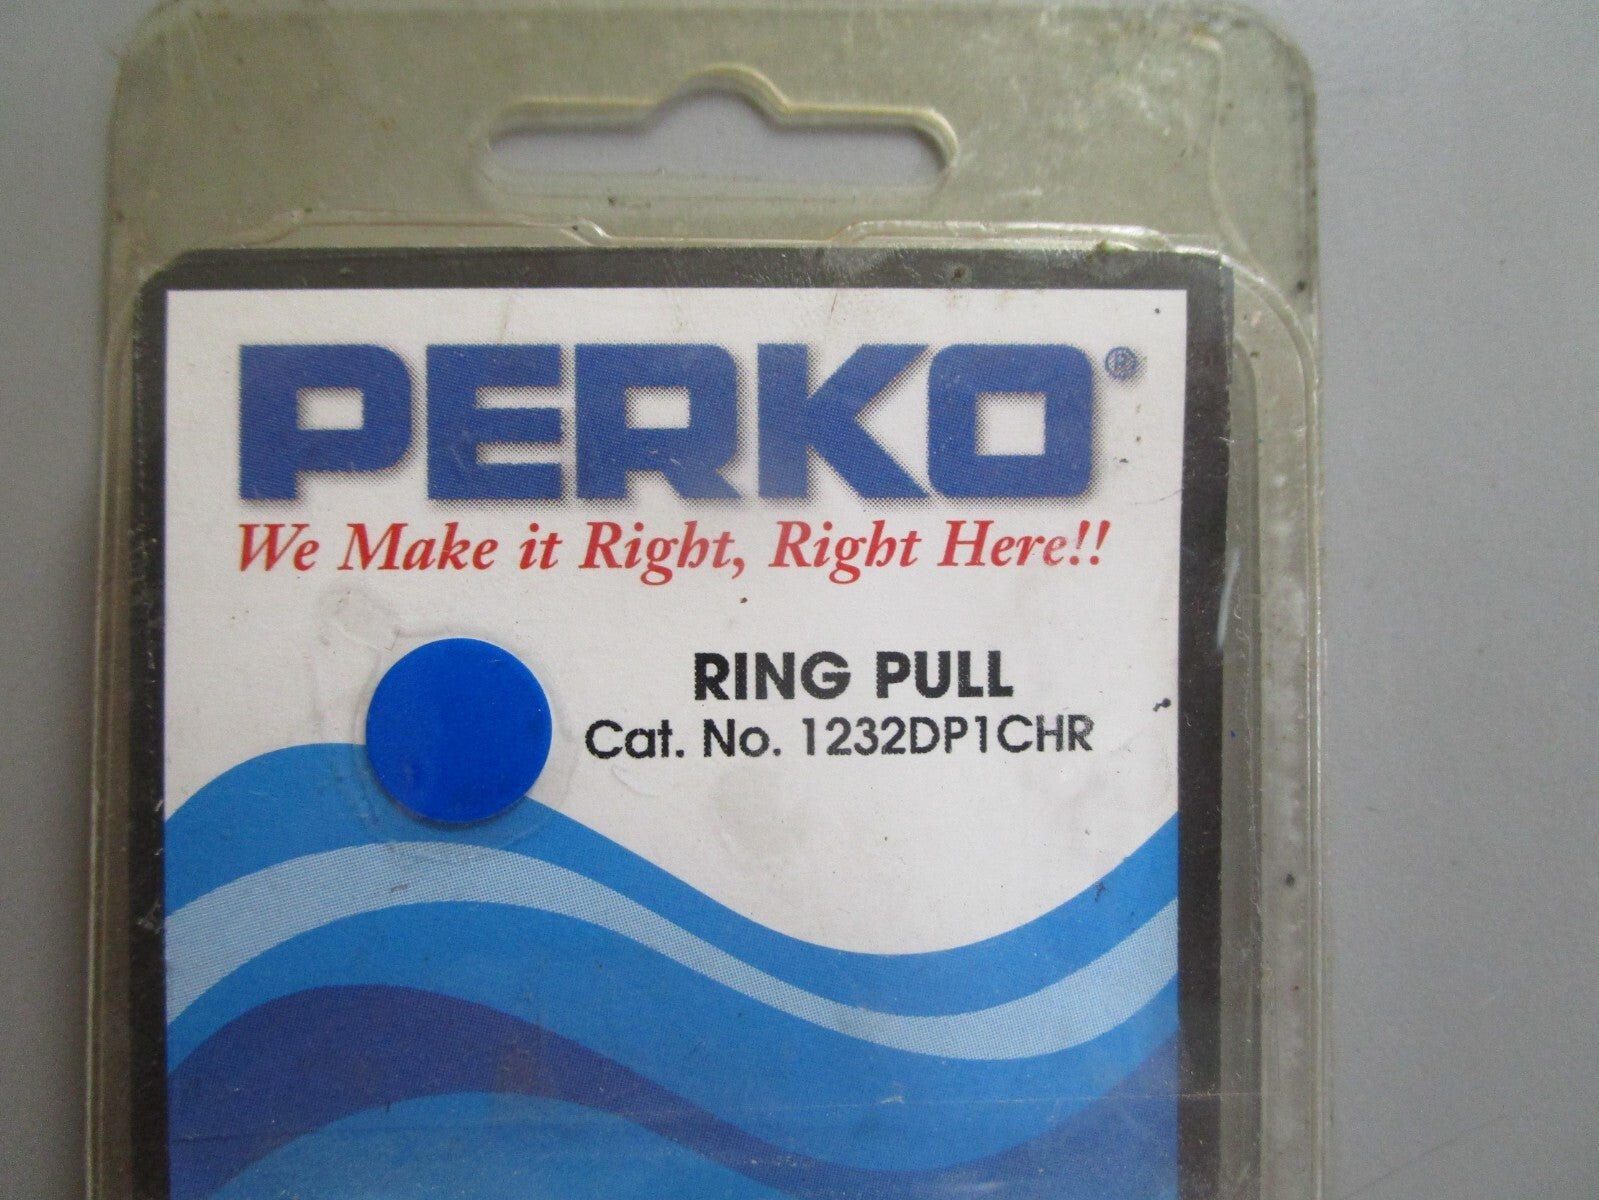 PERKO®
We Make it Right, Right Here!!
RING PULL
Cat. No. 1232DP1CHR